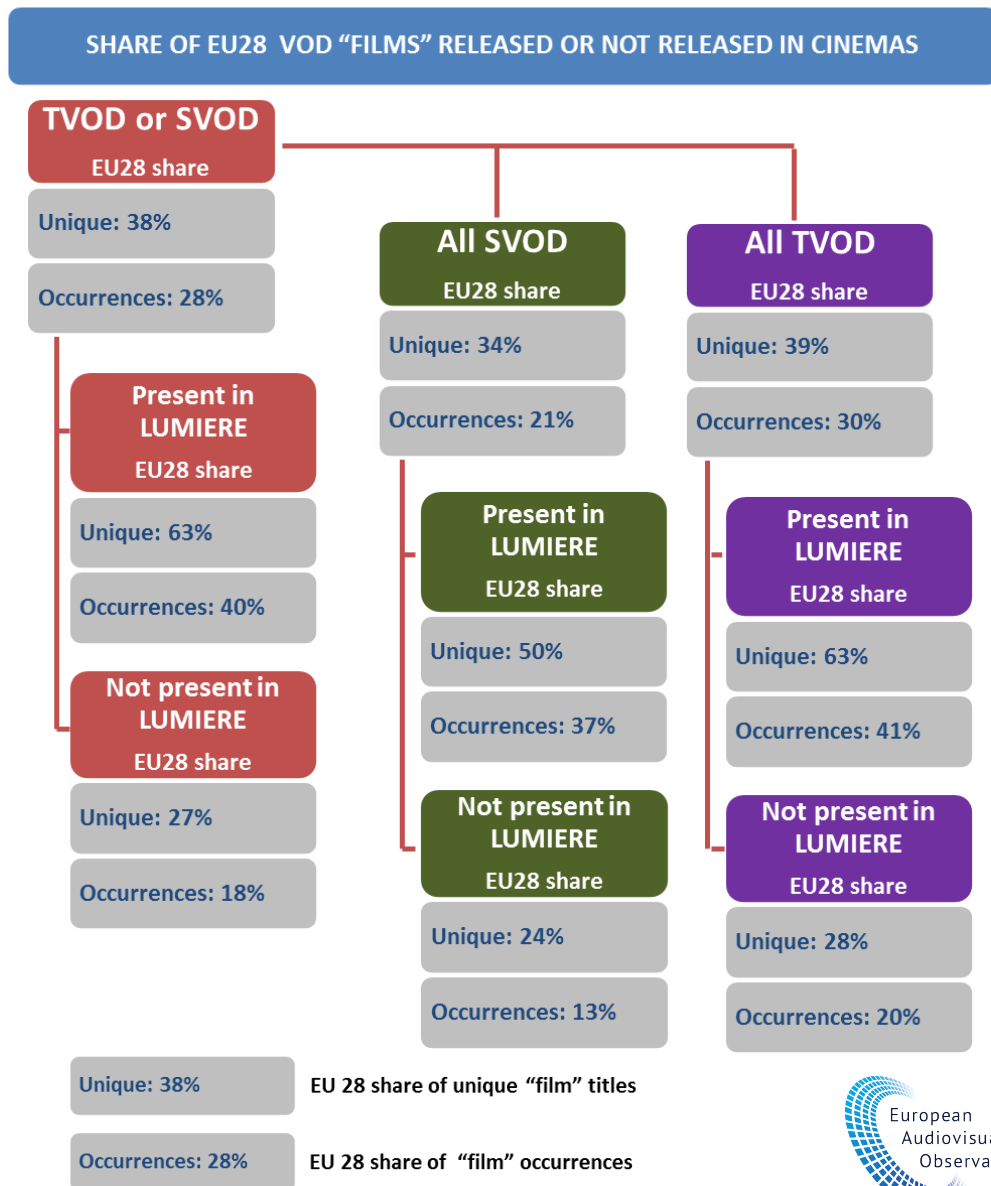 SHARE OF EU28 VOD “FILMS” RELEASED OR NOT RELEASED IN CINEMAS
TVOD or SVOD
EU28 share
Unique: 38%
Occurrences: 28%
Present in
LUMIERE
EU28 share
Unique: 63%
Occurrences: 40%
Not present in
LUMIERE
EU28 share
Unique: 27%
Occurrences: 18%
All SVOD
EU28 share
Unique: 34%
Occurrences: 21%
Present in
LUMIERE
EU28 share
Unique: 50%
Occurrences: 37%
Not present in
LUMIERE
EU28 share
Unique: 24%
Occurrences: 13%
All TVOD
EU28 share
Unique: 39%
Occurrences: 30%
Present in
LUMIERE
EU28 share
Unique: 63%
Occurrences: 41%
Not present in
LUMIERE
EU28 share
Unique: 28%
Occurrences: 20%
Unique: 38%
EU 28 share of unique “film” titles
Occurrences: 28%
EU 28 share of “film” occurrences
European
Audiovisu
Observa